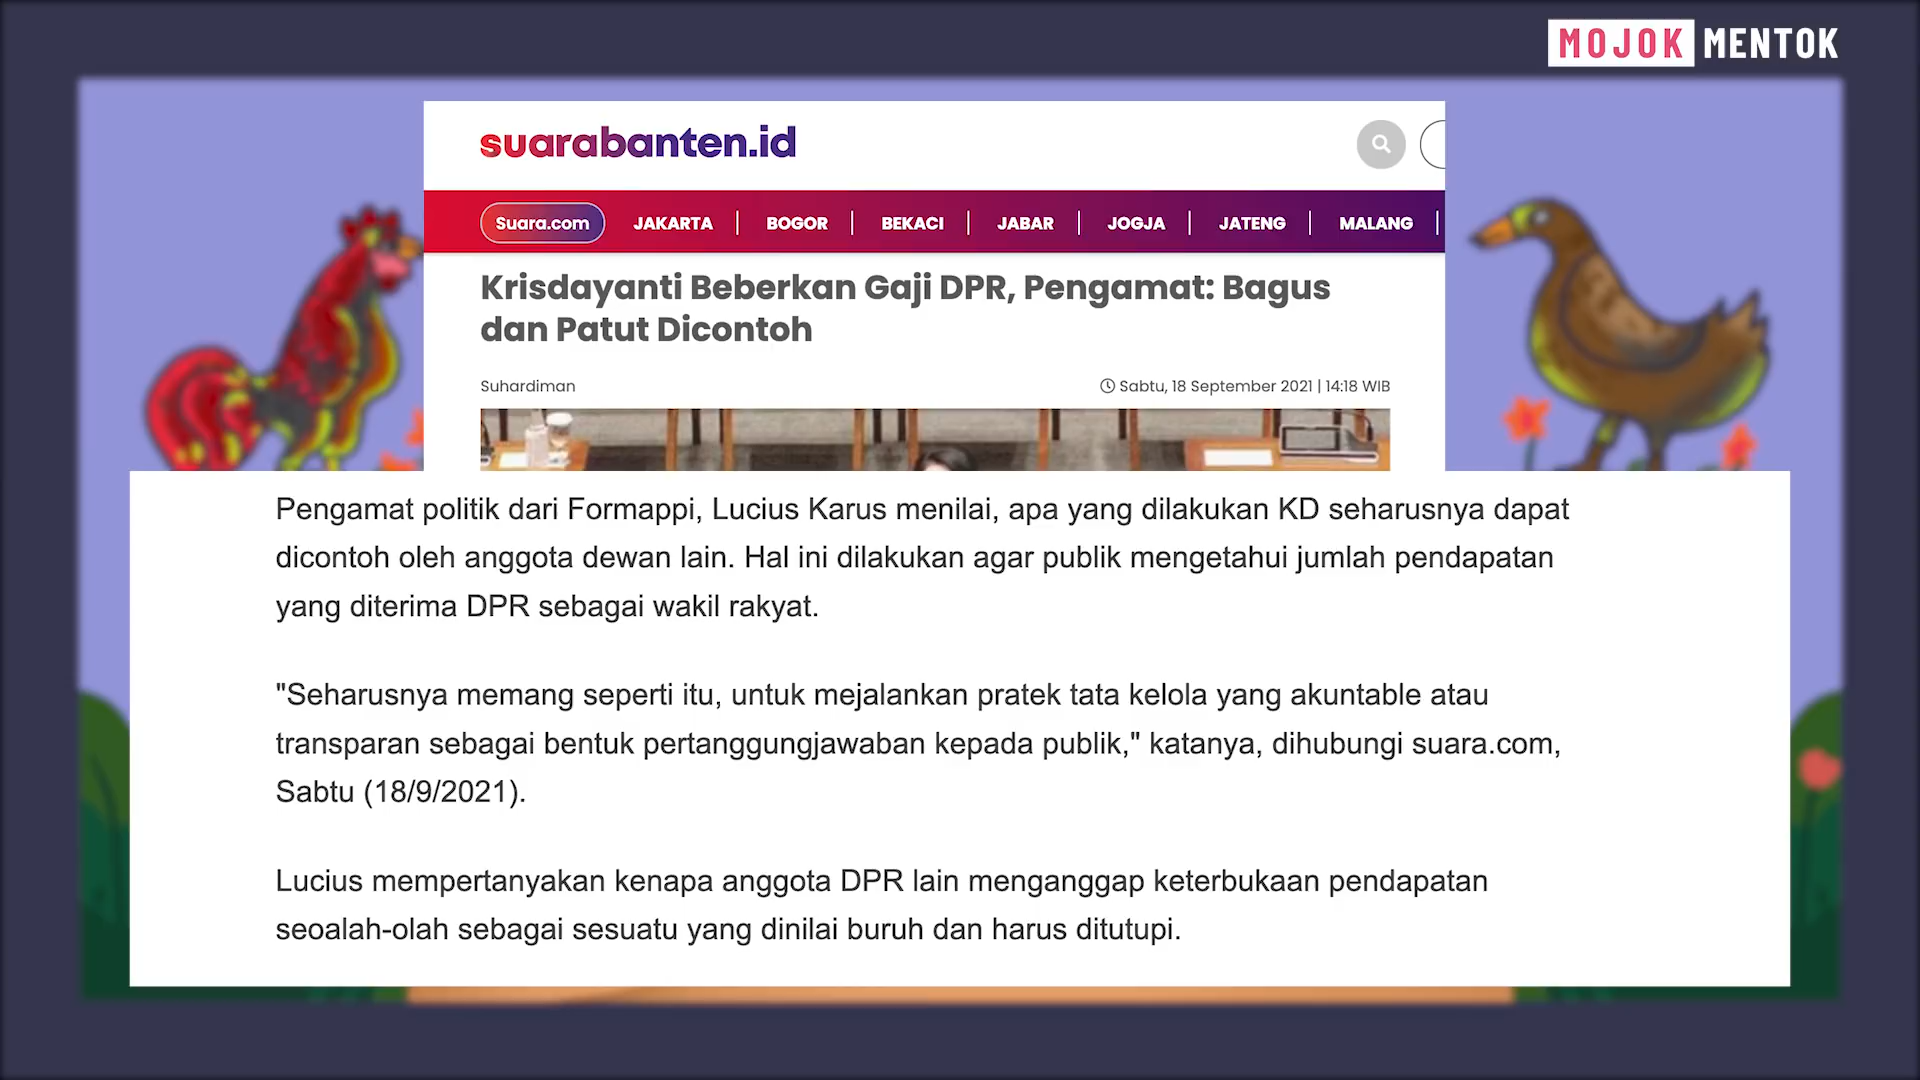 MOJOK MENTOK
suarabanten.id
Suara.com JAKARTA BOGOR BEKACI JABAR JOGJA JATENG MALANG
Krisdayanti Beberkan Gaji DPR, Pengamat: Bagus
dan Patut Dicontoh
Suhardiman Sabtu, 18 September 2021 | 14:18 WIB
Pengamat politik dari Formappi, Lucius Karus menilai, apa yang dilakukan KD seharusnya dapat
dicontoh oleh anggota dewan lain. Hal ini dilakukan agar publik mengetahui jumlah pendapatan
yang diterima DPR sebagai wakil rakyat.
"Seharusnya memang seperti itu, untuk mejalankan pratek tata kelola yang akuntable atau
transparan sebagai bentuk pertanggungjawaban kepada publik," katanya, dihubungi suara.com,
Sabtu (18/9/2021).
Lucius mempertanyakan kenapa anggota DPR lain menganggap keterbukaan pendapatan
seoalah-olah sebagai sesuatu yang dinilai buruh dan harus ditutupi.